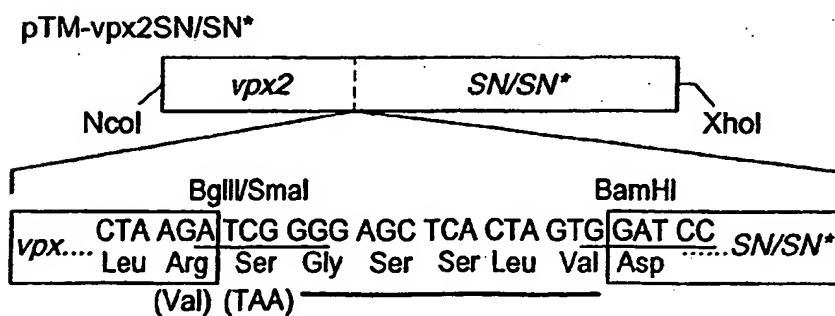 pTM-vpx2SN/SN*
vpx2 SN/SN*
NcoI XhoI
BglII/SmaI BamHI
vpx.... CTA AGA TCG GGG AGC TCA CTA GTG GAT CC ......SN/SN*
Leu Arg Ser Gly Ser Ser Leu Val Asp
(Val) (TAA)